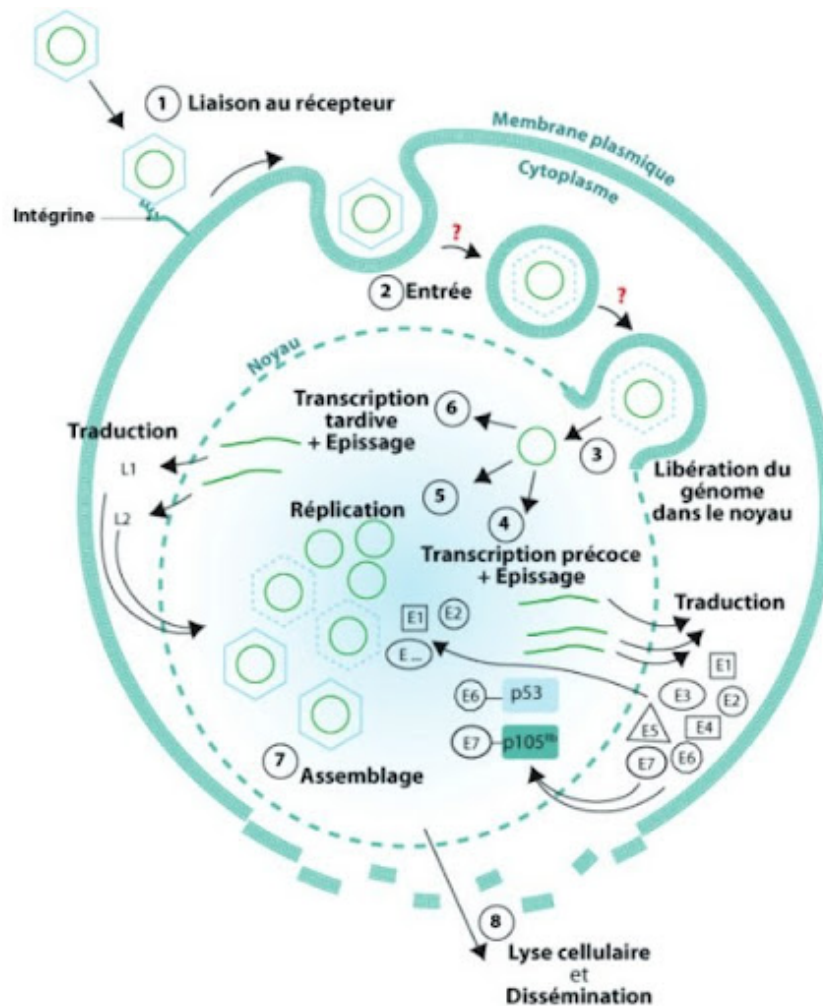 1 Liaison au récepteur
Membrane plasmique
Cytoplasme
Intégrine
?
2 Entrée
?
Noyau
Transcription
tardive
+ Epissage
6
Traduction
L1
L2
3
Libération du
génome
dans le noyau
5
4
Réplication
Transcription précoce
+ Epissage
Traduction
E1
E2
E ...
E1
E3
E2
E5
E4
E7
E6
E6
p53
E7
p105Rb
7 Assemblage
8
Lyse cellulaire
et
Dissémination